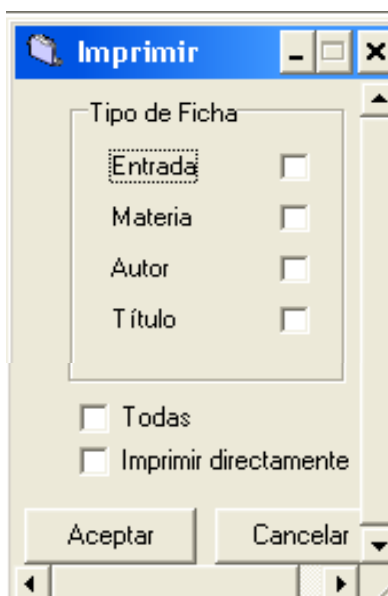 Imprimir
Tipo de Ficha
Entrada
Materia
Autor
Título
Todas
Imprimir directamente
Aceptar Cancelar